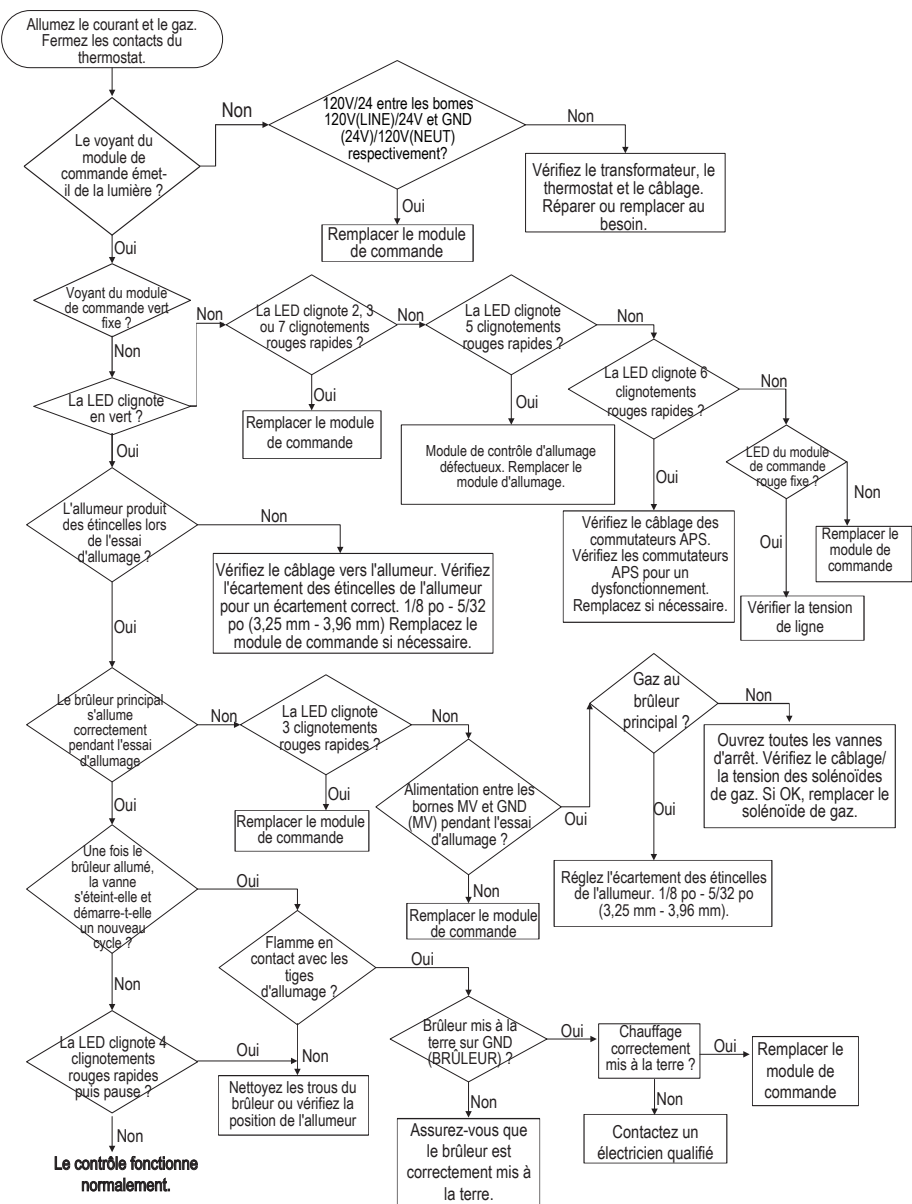 Allumez le courant et le gaz.
Fermez les contacts du
thermostat.
Le voyant du
module de
commande émet-
il de la lumière ?
Non
120V/24 entre les bornes
120V(LINE)/24V et GND
(24V)/120V(NEUT)
respectivement?
Non
Vérifiez le transformateur, le
thermostat et le câblage.
Réparer ou remplacer au
besoin.
Oui
Remplacer le module
de commande
Oui
Voyant du module
de commande vert
fixe ?
Non
La LED clignote
en vert ?
Non
La LED clignote 2, 3
ou 7 clignotements
rouges rapides ?
Non
La LED clignote
5 clignotements
rouges rapides ?
Non
La LED clignote 6
clignotements
rouges rapides ?
Non
LED du module
de commande
rouge fixe ?
Non
Remplacer le
module de
commande
Oui
Vérifier la tension
de ligne
Oui
Remplacer le module
de commande
Oui
Module de contrôle d'allumage
défectueux. Remplacer le
module d'allumage.
Oui
Vérifiez le câblage des
commutateurs APS.
Vérifiez les commutateurs
APS pour un
dysfonctionnement.
Remplacez si nécessaire.
Oui
L'allumeur produit
des étincelles lors
de l'essai
d'allumage ?
Non
Vérifiez le câblage vers l'allumeur. Vérifiez
l'écartement des étincelles de l'allumeur
pour un écartement correct. 1/8 po - 5/32
po (3,25 mm - 3,96 mm) Remplacez le
module de commande si nécessaire.
Oui
Le brûleur principal
s'allume
correctement
pendant l'essai
d'allumage
Non
La LED clignote
3 clignotements
rouges rapides ?
Non
Oui
Remplacer le module
de commande
Alimentation entre les
bornes MV et GND
(MV) pendant l'essai
d'allumage ?
Oui
Non
Remplacer le module
de commande
Gaz au
brûleur
principal ?
Non
Ouvrez toutes les vannes
d'arrêt. Vérifiez le câblage/
la tension des solénoïdes
de gaz. Si OK, remplacer le
solénoïde de gaz.
Oui
Réglez l'écartement des étincelles
de l'allumeur. 1/8 po - 5/32 po
(3,25 mm - 3,96 mm).
Oui
Une fois le
brûleur allumé,
la vanne
s'éteint-elle et
démarre-t-elle
un nouveau
cycle ?
Oui
Flamme en
contact avec les
tiges
d'allumage ?
Oui
Non
Nettoyez les trous du
brûleur ou vérifiez la
position de l'allumeur
Brûleur mis à la
terre sur GND
(BRÛLEUR) ?
Oui
Chauffage
correctement
mis à la terre ?
Oui
Remplacer le
module de
commande
Non
Contactez un
électricien qualifié
Non
Assurez-vous que
le brûleur est
correctement mis à
la terre.
Non
La LED clignote 4
clignotements
rouges rapides
puis pause ?
Oui
Non
Le contrôle fonctionne
normalement.